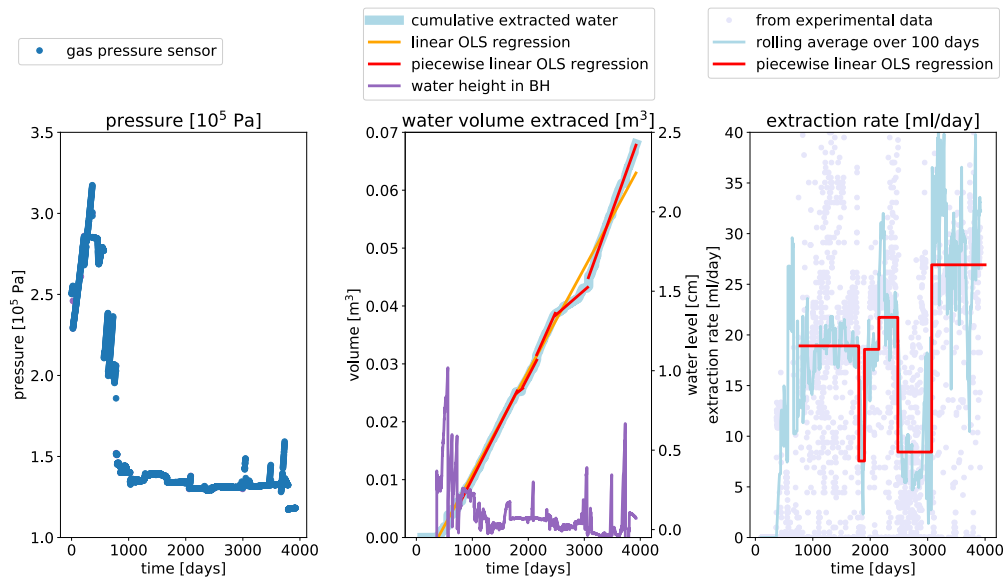 gas pressure sensor
pressure [10⁵ Pa]
3.5
3.0
2.5
2.0
1.5
1.0
pressure [10⁵ Pa]
0
1000
2000
3000
4000
time [days]
cumulative extracted water
linear OLS regression
piecewise linear OLS regression
water height in BH
water volume extraced [m³]
0.07
0.06
0.05
0.04
0.03
0.02
0.01
0.00
volume [m³]
2.5
2.0
1.5
1.0
0.5
0.0
water level [cm]
0
1000
2000
3000
4000
time [days]
from experimental data
rolling average over 100 days
piecewise linear OLS regression
extraction rate [ml/day]
40
35
30
25
20
15
10
5
0
extraction rate [ml/day]
1000
2000
3000
4000
time [days]